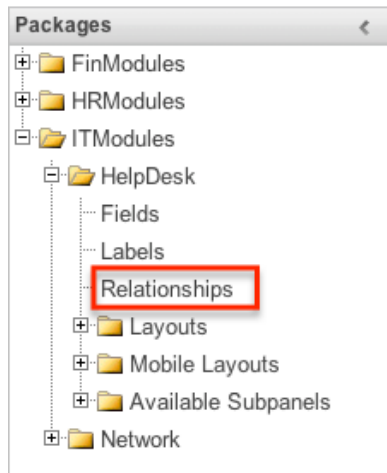 Packages
FinModules
HRModules
ITModules
HelpDesk
Fields
Labels
Relationships
Layouts
Mobile Layouts
Available Subpanels
Network